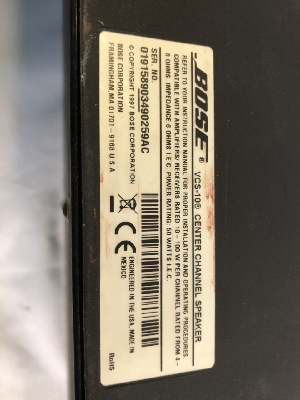 BOSE®
VCS-10® CENTER CHANNEL SPEAKER
REFER TO YOUR INSTRUCTION MANUAL FOR PROPER INSTALLATION AND OPERATING PROCEDURES
COMPATIBLE WITH AMPLIFIERS/RECEIVERS RATED 10 - 100 W PER CHANNEL RATED FROM 4 -
8 OHMS IMPEDANCE 8 OHMS I.E.C. POWER RATING: 50 WATTS I.E.C.
SER. NO.
019158903490259AC
© COPYRIGHT 1997 BOSE CORPORATION
BOSE CORPORATION
FRAMINGHAM, MA 01701 - 9168 U.S.A.
CE
ENGINEERED IN THE USA, MADE IN
MEXICO
RoHS